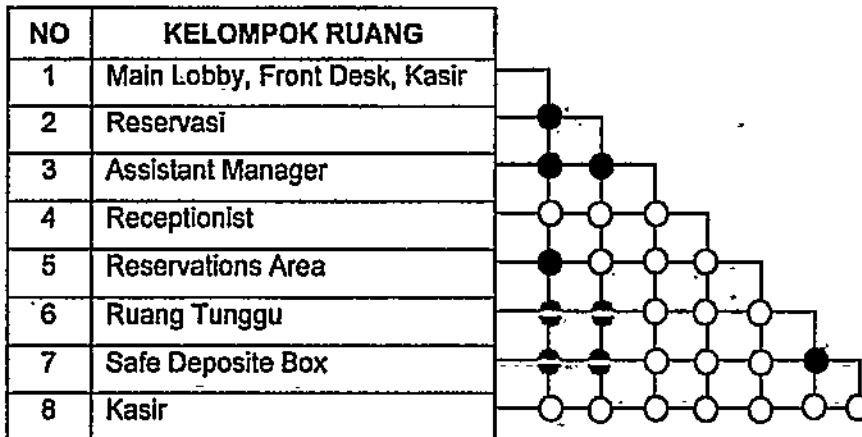 NO KELOMPOK RUANG
1 Main Lobby, Front Desk, Kasir
2 Reservasi
3 Assistant Manager
4 Receptionist
5 Reservations Area
6 Ruang Tunggu
7 Safe Deposite Box
8 Kasir